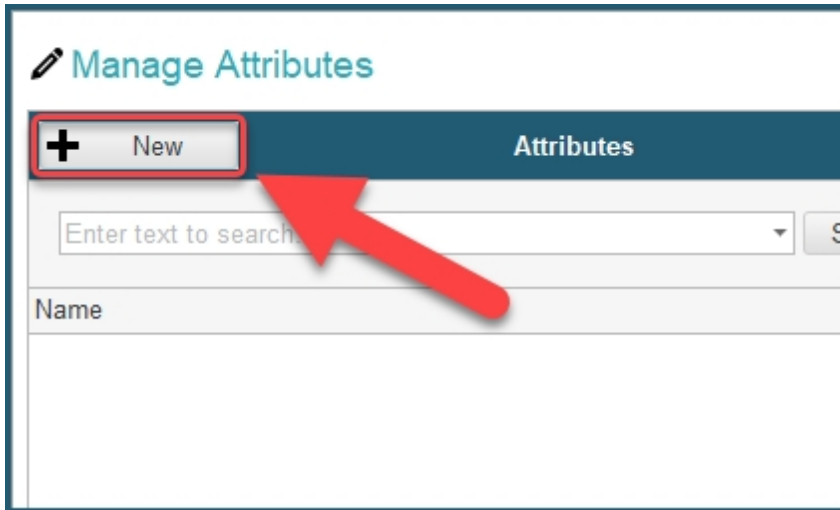 Manage Attributes
New
Attributes
Enter text to search
Name